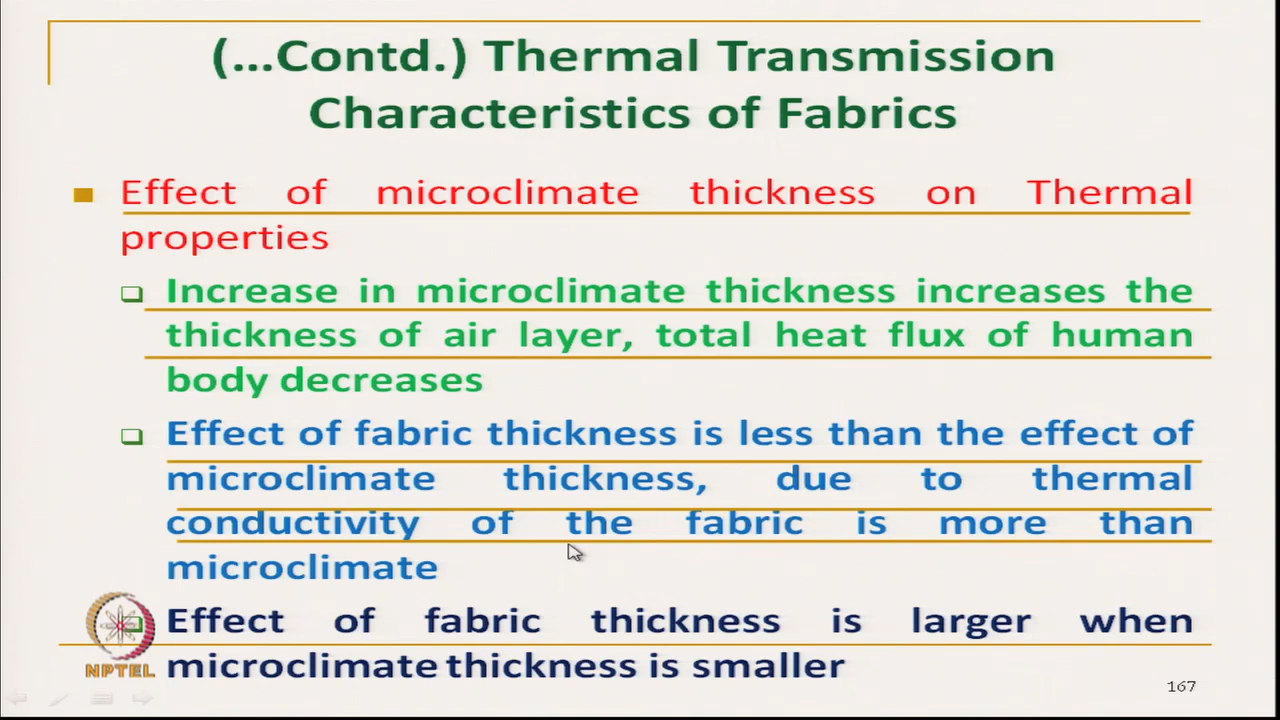 (...Contd.) Thermal Transmission
Characteristics of Fabrics
Effect of microclimate thickness on Thermal
properties
Increase in microclimate thickness increases the
thickness of air layer, total heat flux of human
body decreases
Effect of fabric thickness is less than the effect of
microclimate thickness, due to thermal
conductivity of the fabric is more than
microclimate
Effect of fabric thickness is larger when
microclimate thickness is smaller
NPTEL
167